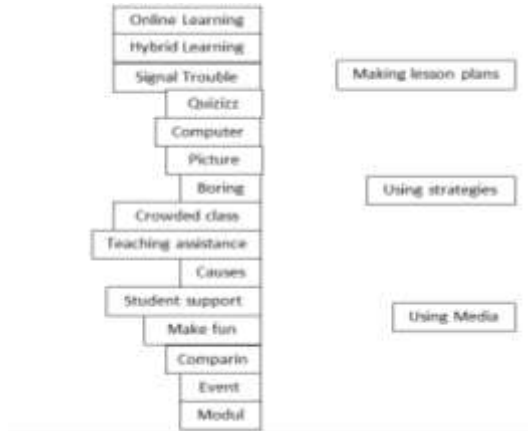 Online Learning
Hybrid Learning
Signal Trouble
Making lesson plans
Quizizz
Computer
Picture
Boring
Using strategies
Crowded class
Teaching assistance
Causes
Student support
Using Media
Make fun
Comparin
Event
Modul